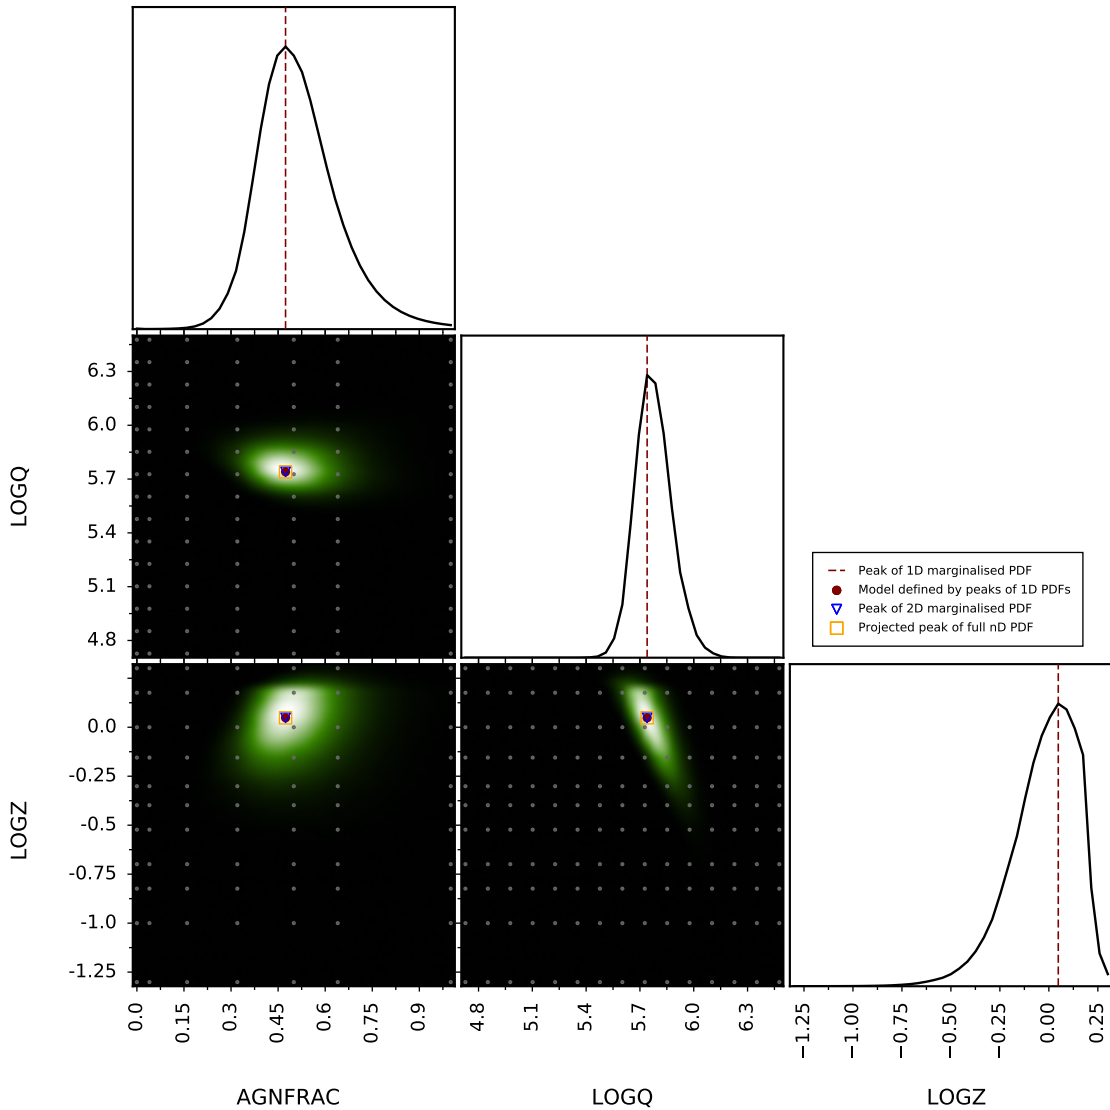 6.3
6.0
5.7
5.4
5.1
4.8
LOGQ
Peak of 1D marginalised PDF
Model defined by peaks of 1D PDFs
Peak of 2D marginalised PDF
Projected peak of full nD PDF
0.0
-0.25
-0.5
-0.75
-1.0
-1.25
LOGZ
0.0 0.15 0.3 0.45 0.6 0.75 0.9
4.8 5.1 5.4 5.7 6.0 6.3
−1.25 −1.00 −0.75 −0.50 −0.25 0.00 0.25
AGNFRAC LOGQ LOGZ